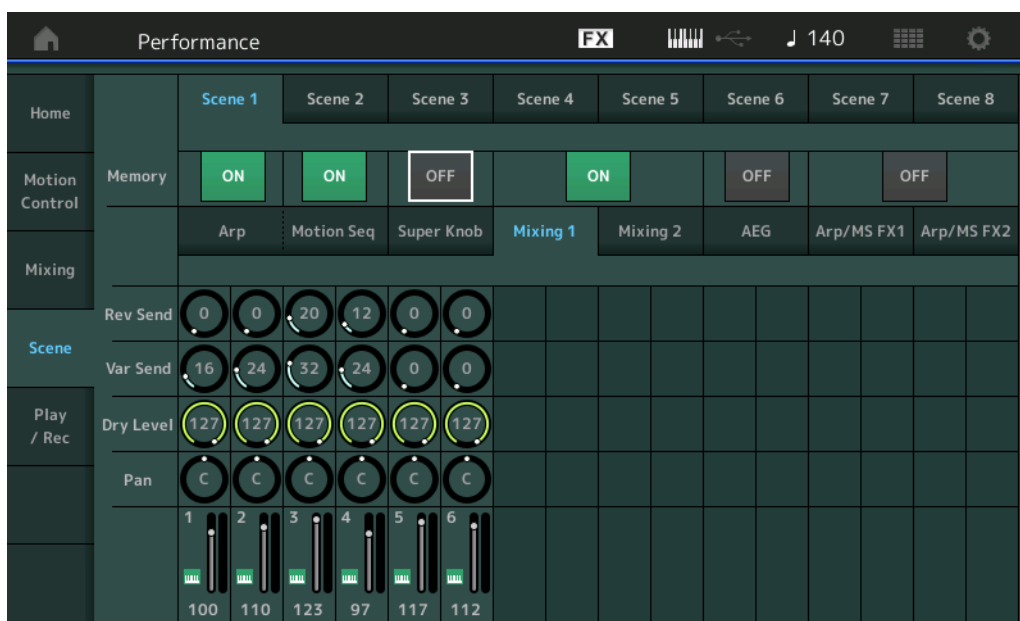 Performance FX 140
Scene 1 Scene 2 Scene 3 Scene 4 Scene 5 Scene 6 Scene 7 Scene 8
Home
Memory ON ON OFF ON OFF OFF
Motion
Control
Arp Motion Seq Super Knob Mixing 1 Mixing 2 AEG Arp/MS FX1 Arp/MS FX2
Mixing
Rev Send 0 0 20 12 0 0
Scene
Var Send 16 24 32 24 0 0
Play
/ Rec
Dry Level 127 127 127 127 127 127
Pan C C C C C C
1 2 3 4 5 6
100 110 123 97 117 112